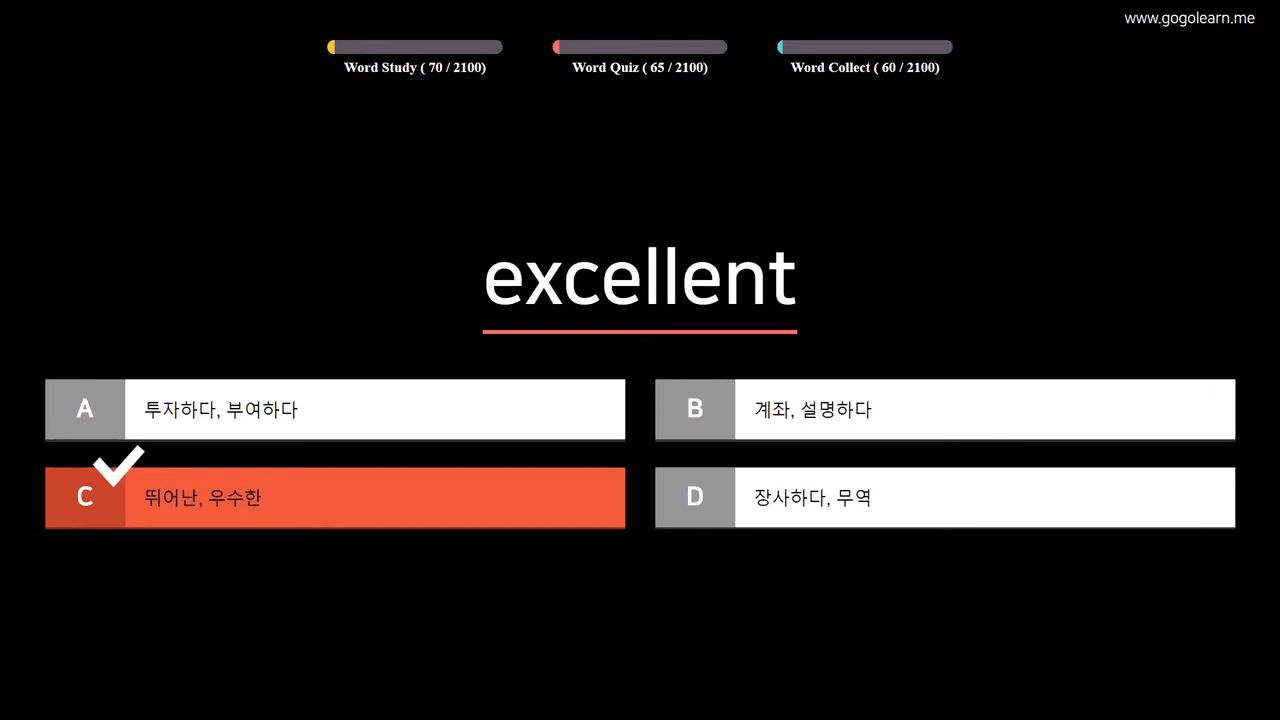 www.gogolearn.me
Word Study ( 70 / 2100)
Word Quiz ( 65 / 2100)
Word Collect ( 60 / 2100)
excellent
A 투자하다, 부여하다
B 계좌, 설명하다
C 뛰어난, 우수한
D 장사하다, 무역